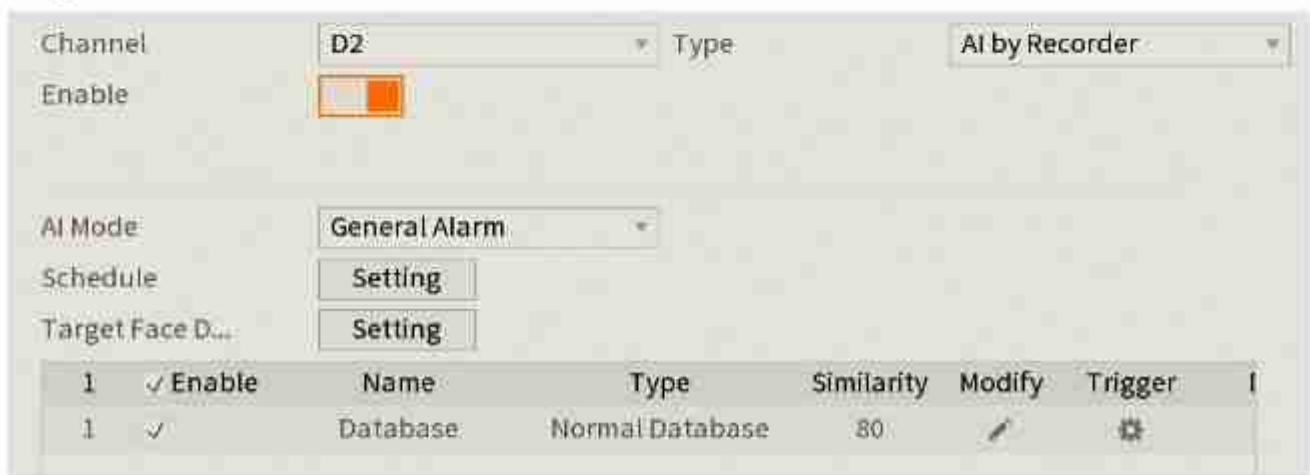 Channel D2 Type AI by Recorder
Enable
AI Mode General Alarm
Schedule Setting
Target Face D... Setting
1 ✓ Enable Name Type Similarity Modify Trigger
1 ✓ Database Normal Database 80